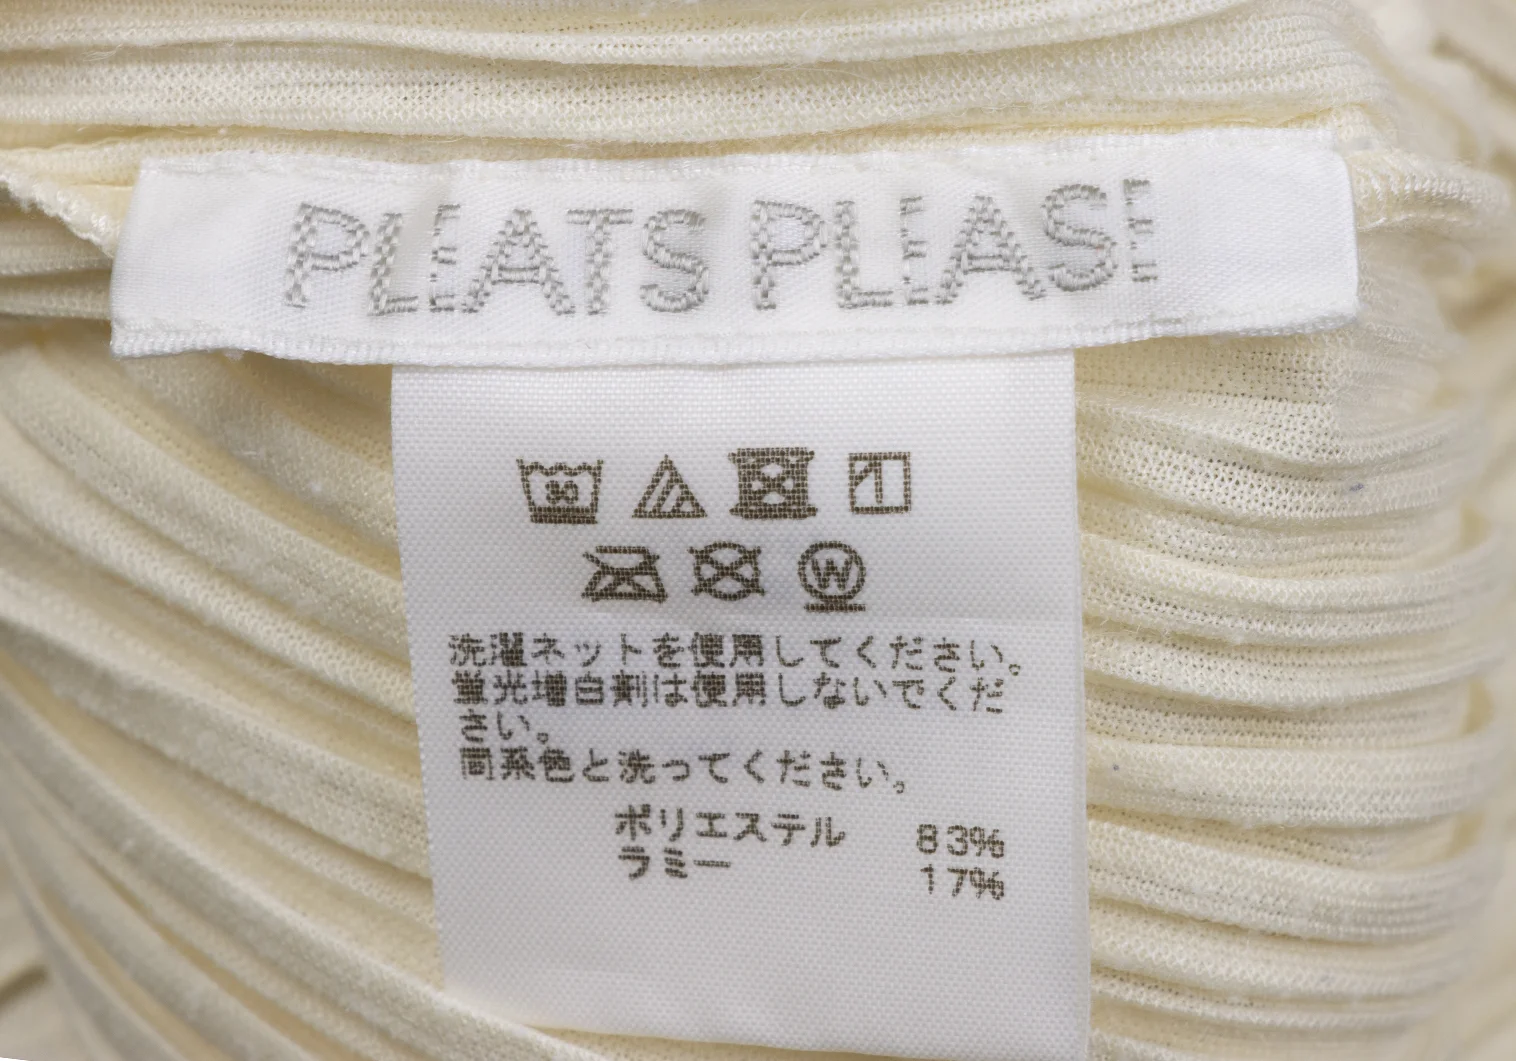 PLEATS PLEASE
30
W
洗濯ネットを使用してください。
蛍光増白剤は使用しないでくだ
さい。
同系色と洗ってください。
ポリエステル 83%
ラミー 17%